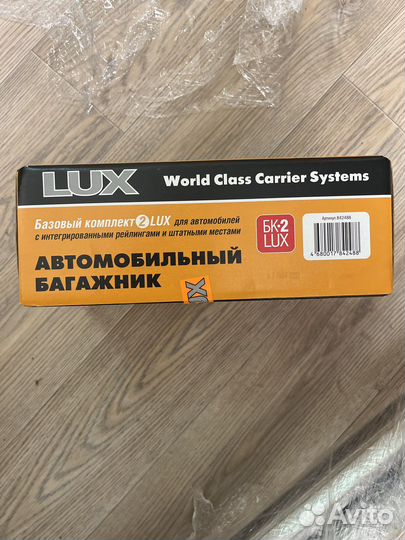 LUX
World Class Carrier Systems
Базовый комплект 2 LUX для автомобилей
с интегрированными рейлингами и штатными местами
БК-2
LUX
Артикул 842488
4 680017 842488
АВТОМОБИЛЬНЫЙ
БАГАЖНИК
LUX
Avito